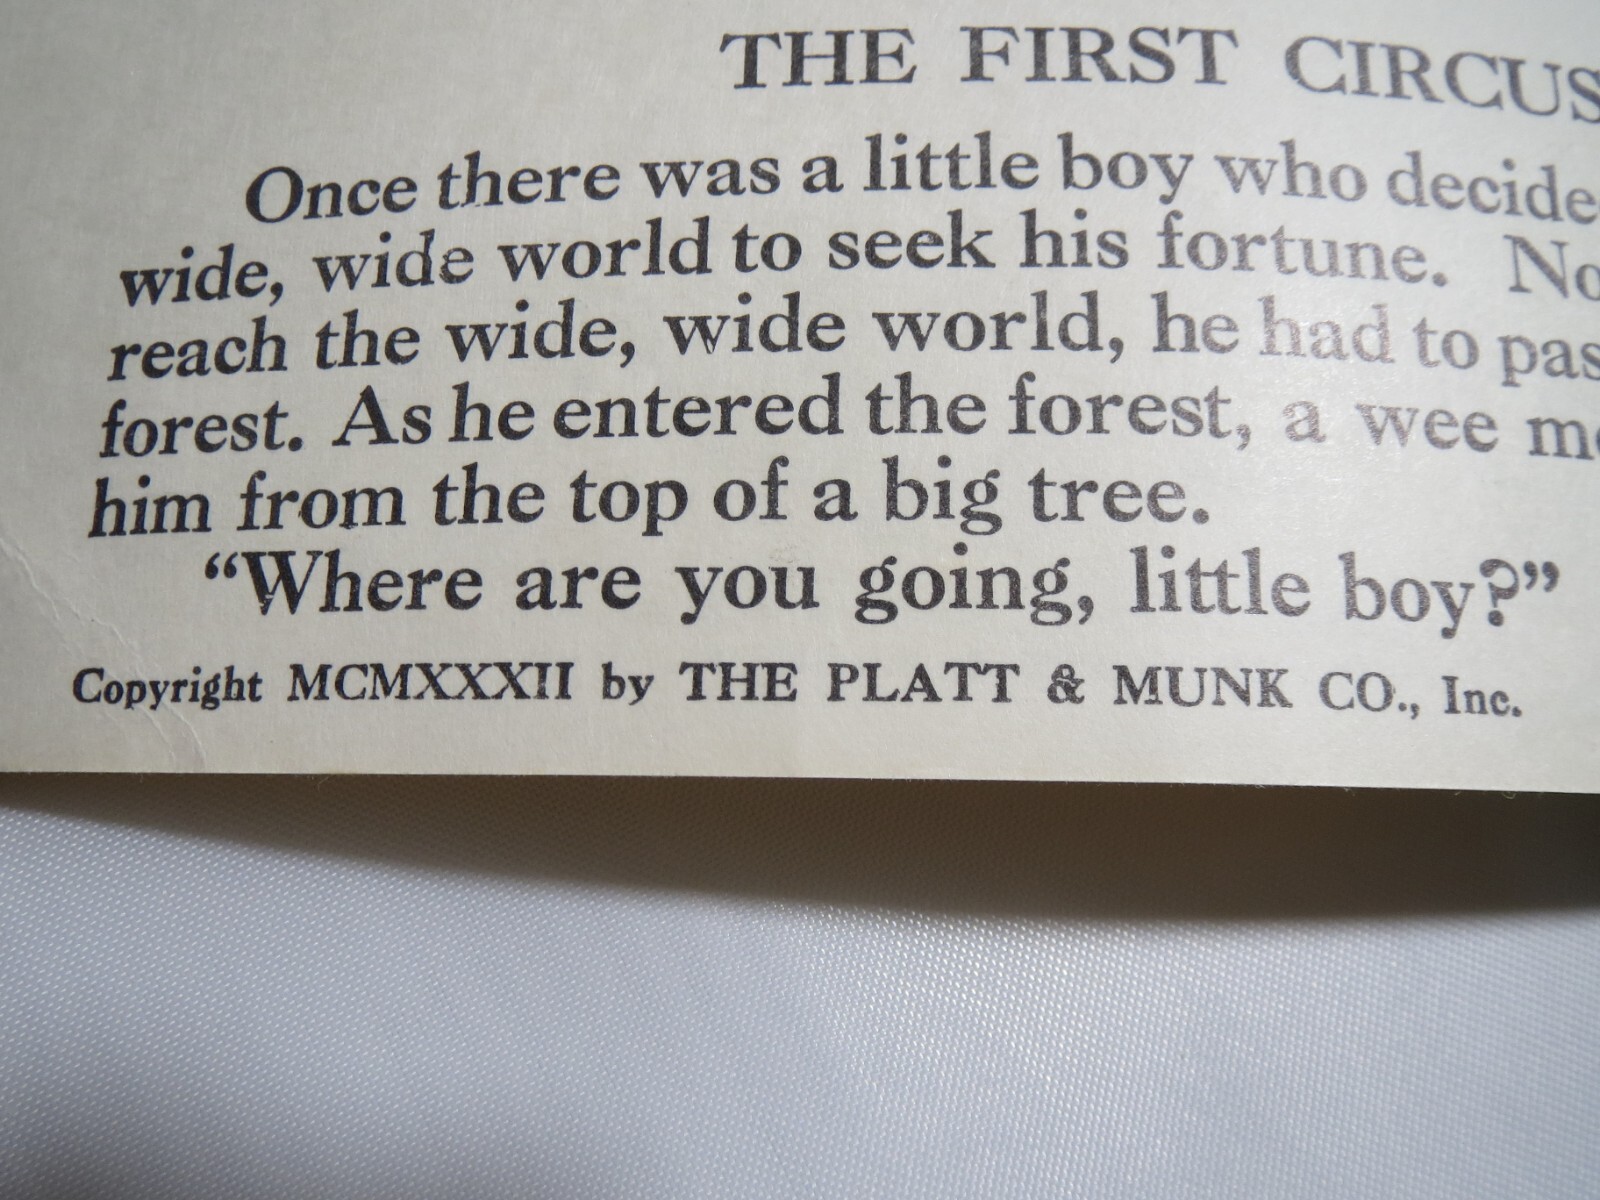 THE FIRST CIRCUS
Once there was a little boy who decide
wide, wide world to seek his fortune. No
reach the wide, wide world, he had to pas
forest. As he entered the forest, a wee m
him from the top of a big tree.
“Where are you going, little boy?”
Copyright MCMXXXII by THE PLATT & MUNK CO., Inc.